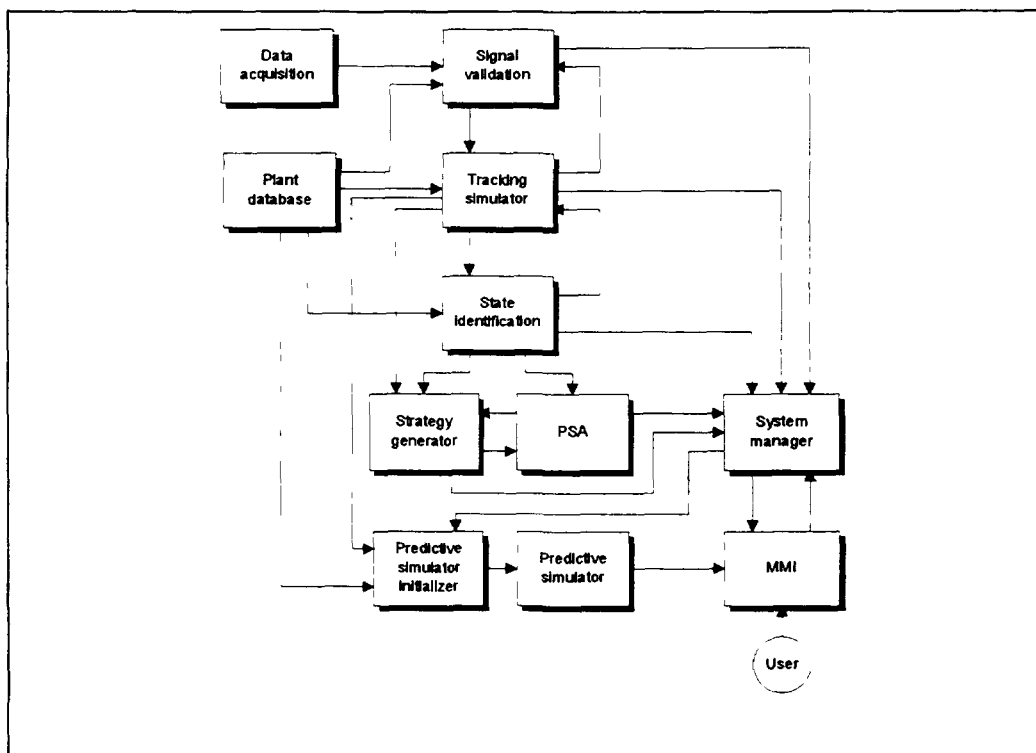 Data
acquisition
Signal
validation
Plant
database
Tracking
simulator
State
identification
Strategy
generator
PSA
System
manager
Predictive
simulator
initializer
Predictive
simulator
MMI
User